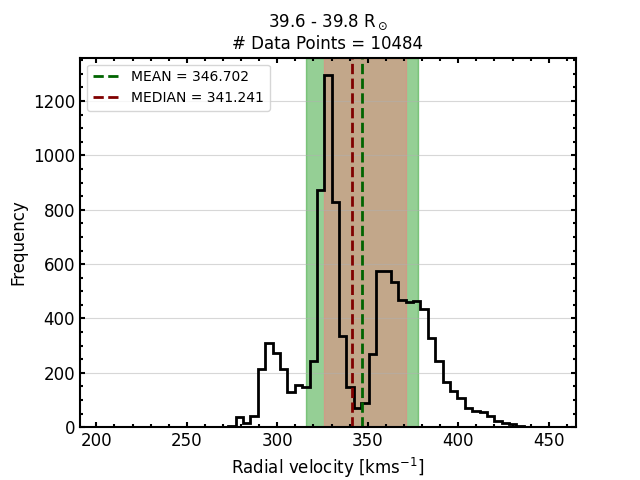 39.6 - 39.8 R⊙
# Data Points = 10484
MEAN = 346.702
MEDIAN = 341.241
Frequency
1200
1000
800
600
400
200
0
200 250 300 350 400 450
Radial velocity [kms⁻¹]